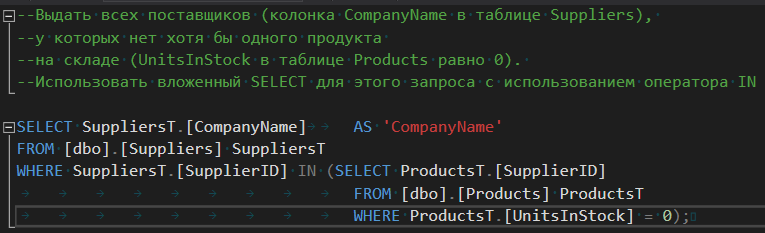 --Выдать всех поставщиков (колонка CompanyName в таблице Suppliers),
--у которых нет хотя бы одного продукта
--на складе (UnitsInStock в таблице Products равно 0).
--Использовать вложенный SELECT для этого запроса с использованием оператора IN
SELECT SuppliersT.[CompanyName] AS 'CompanyName'
FROM [dbo].[Suppliers] SuppliersT
WHERE SuppliersT.[SupplierID] IN (SELECT ProductsT.[SupplierID]
FROM [dbo].[Products] ProductsT
WHERE ProductsT.[UnitsInStock] = 0);